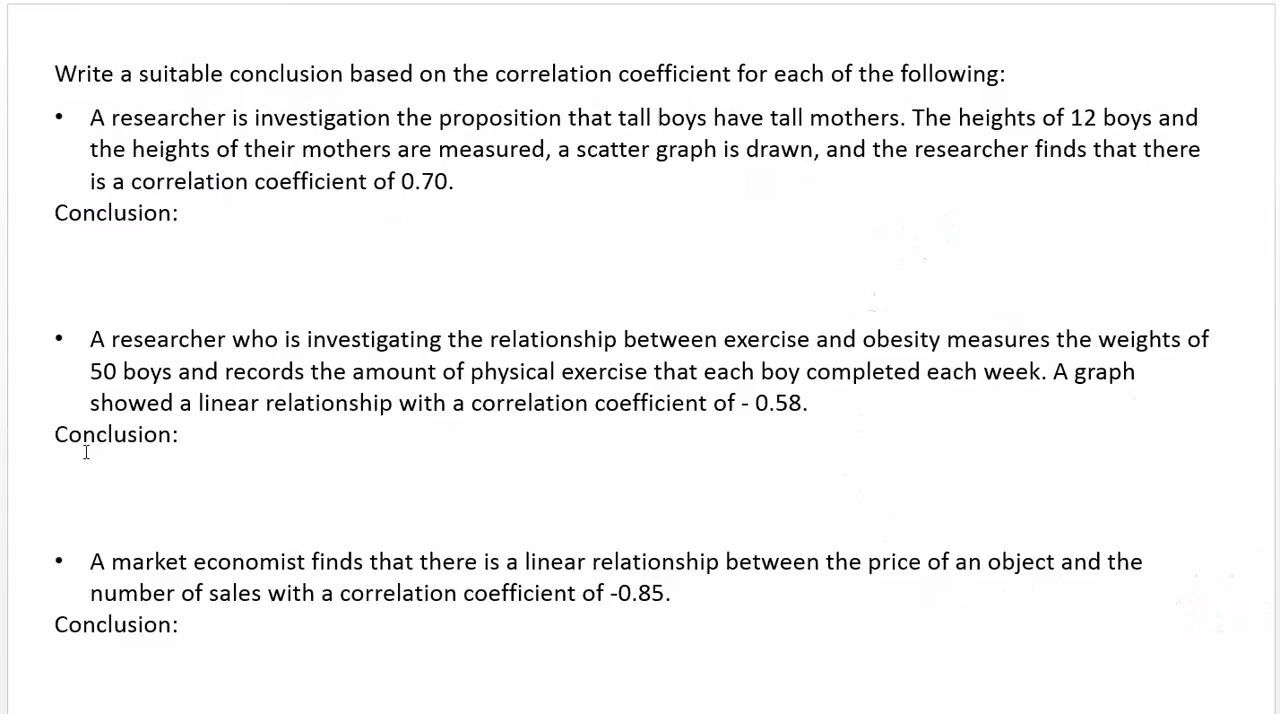 Write a suitable conclusion based on the correlation coefficient for each of the following:
• A researcher is investigation the proposition that tall boys have tall mothers. The heights of 12 boys and
the heights of their mothers are measured, a scatter graph is drawn, and the researcher finds that there
is a correlation coefficient of 0.70.
Conclusion:
• A researcher who is investigating the relationship between exercise and obesity measures the weights of
50 boys and records the amount of physical exercise that each boy completed each week. A graph
showed a linear relationship with a correlation coefficient of - 0.58.
Conclusion:
• A market economist finds that there is a linear relationship between the price of an object and the
number of sales with a correlation coefficient of -0.85.
Conclusion: